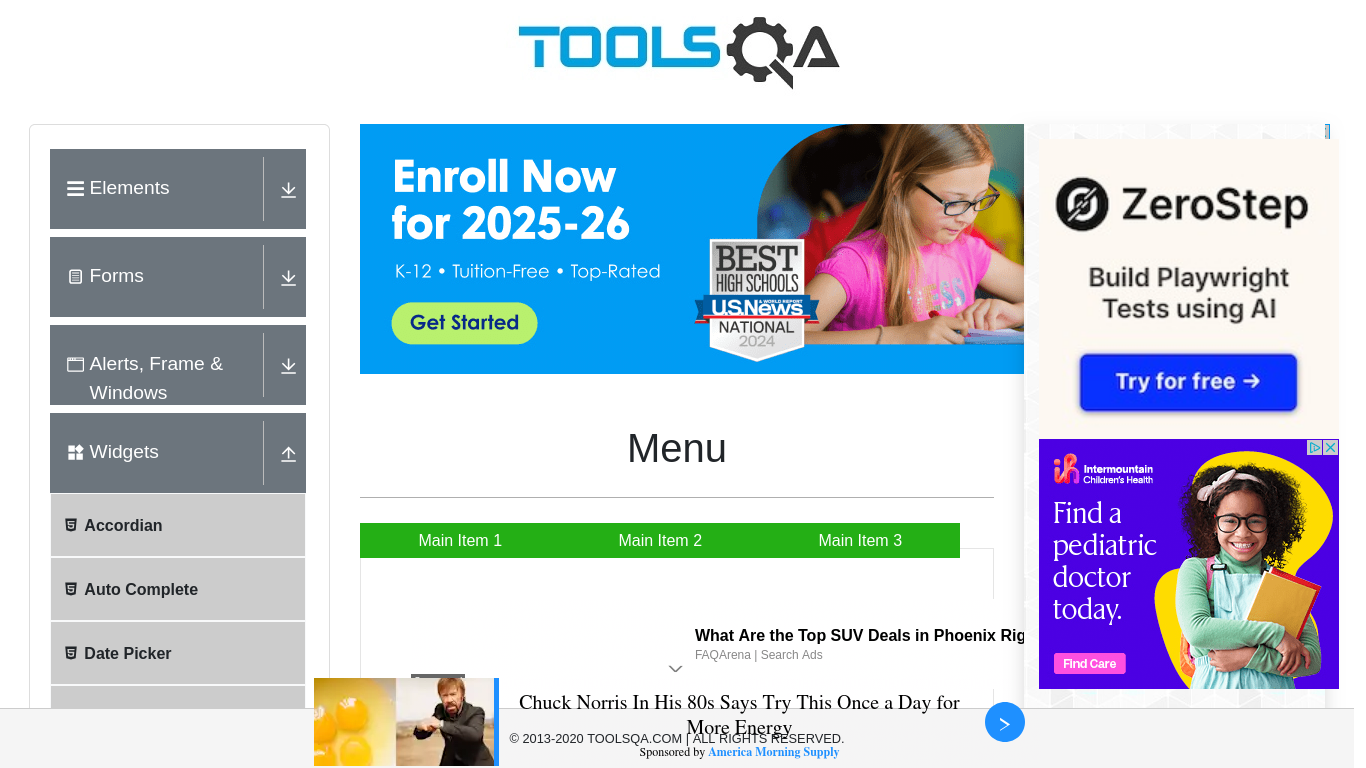 TOOLSQA
Elements
Forms
Alerts, Frame &
Windows
Widgets
Accordian
Auto Complete
Date Picker
Enroll Now
for 2025-26
K-12 • Tuition-Free • Top-Rated
Get Started
BEST
HIGH SCHOOLS
U.S.News
& WORLD REPORT
NATIONAL
2024
Menu
Main Item 1
Main Item 2
Main Item 3
What Are the Top SUV Deals in Phoenix Rig
FAQArena | Search Ads
ZeroStep
Build Playwright
Tests using AI
Try for free →
Intermountain
Children's Health
Find a
pediatric
doctor
today.
Find Care
Chuck Norris In His 80s Says Try This Once a Day for
More Energy
Sponsored by America Morning Supply
© 2013-2020 TOOLSQA.COM | ALL RIGHTS RESERVED.